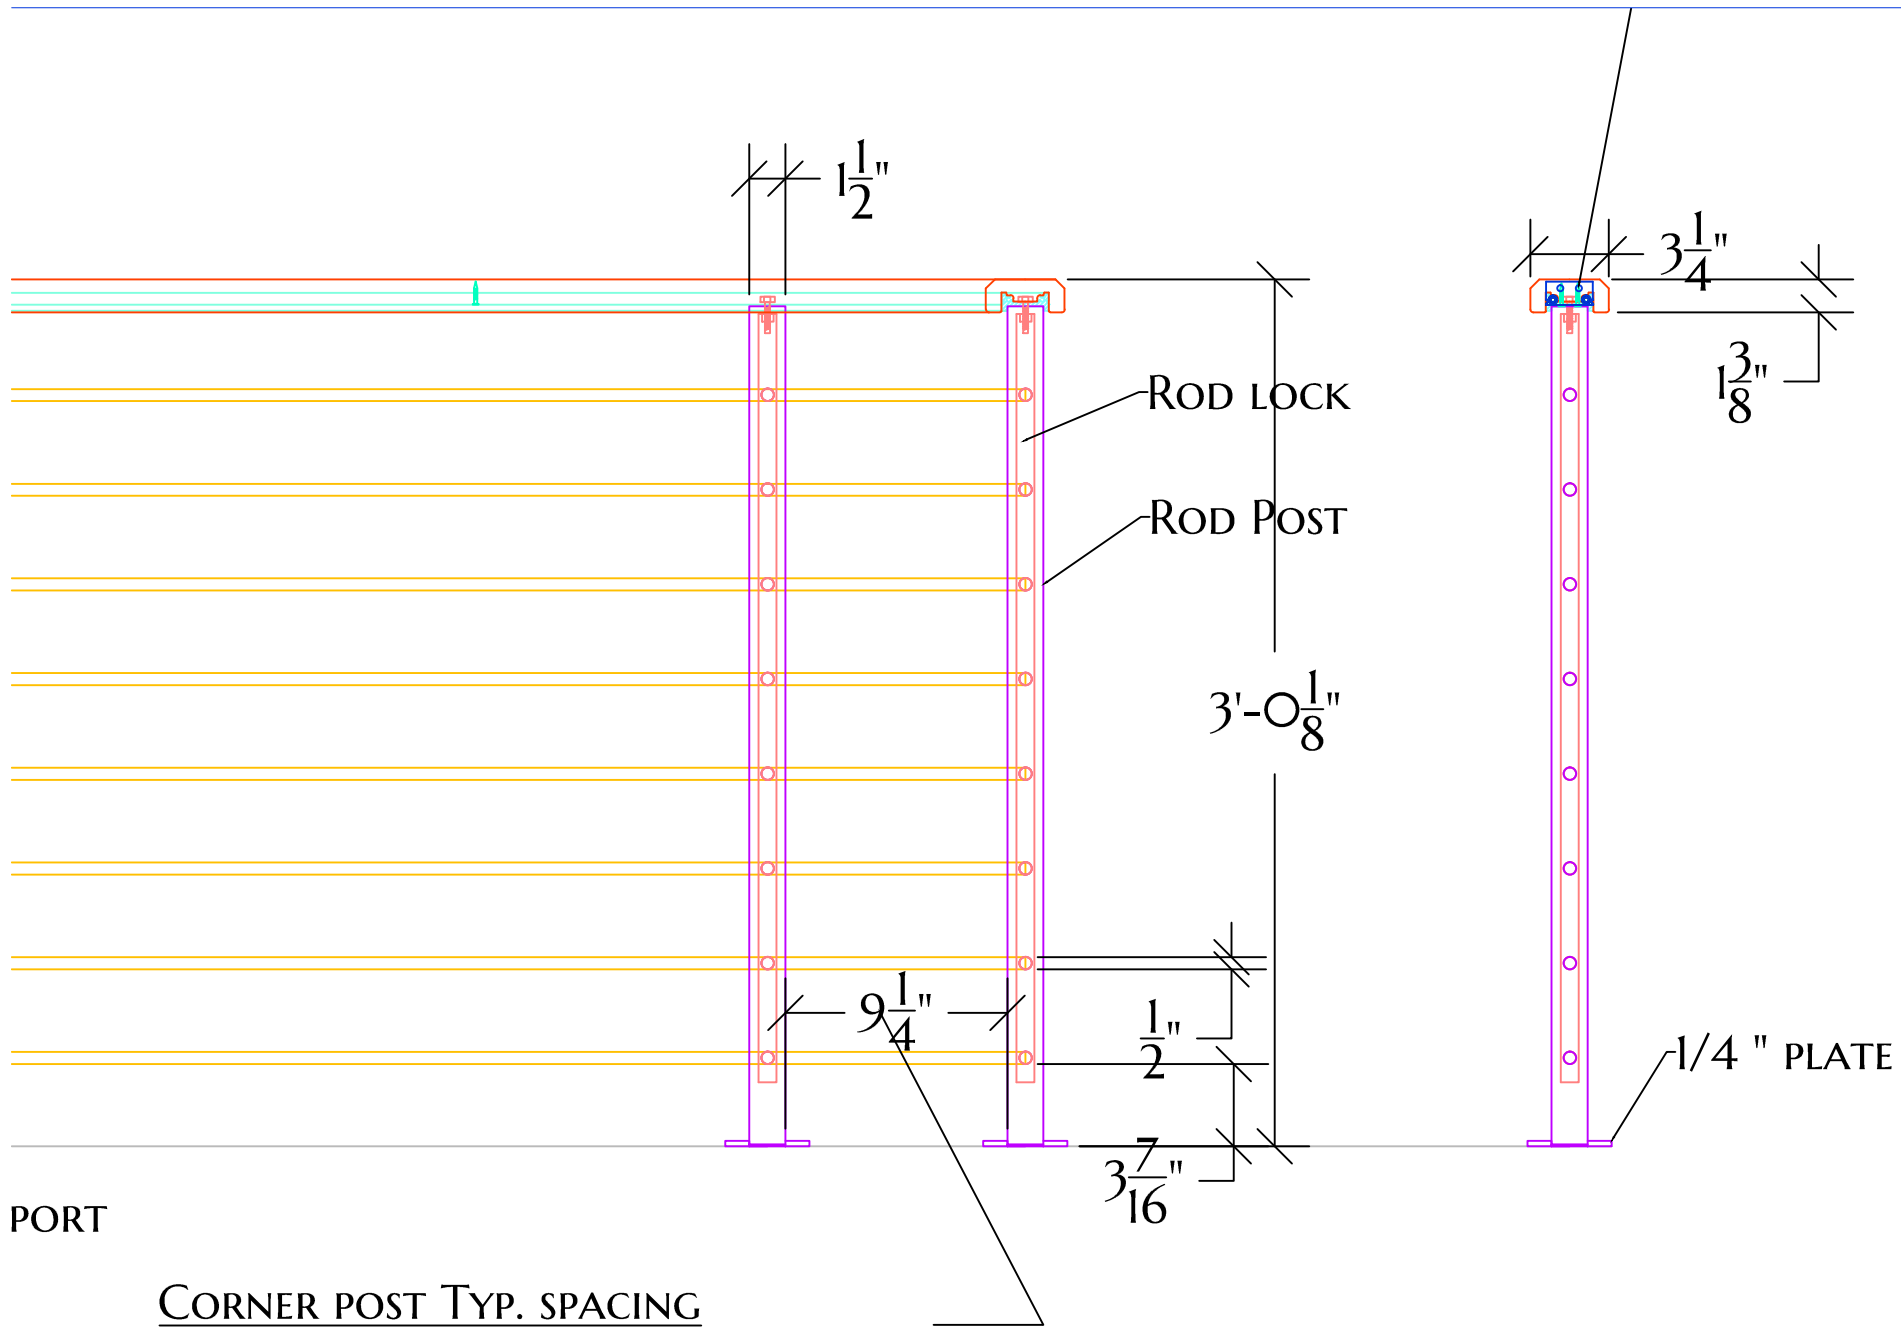 1 1/2"
3 1/4"
1 3/8"
Rod lock
Rod Post
3'-0 1/8"
9 1/4"
1/2"
1/4 " plate
3 7/16"
port
Corner post Typ. spacing